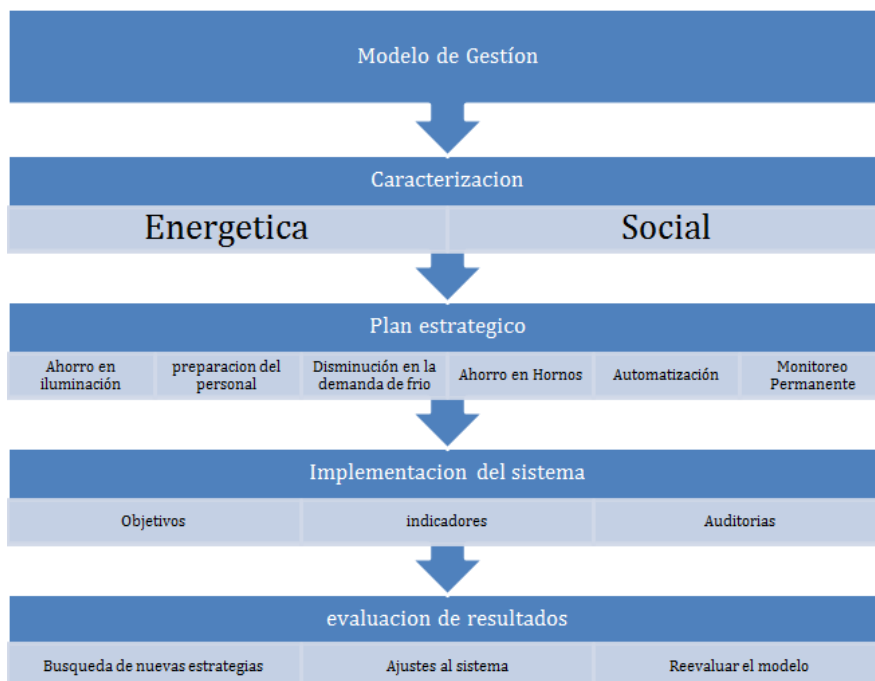 Modelo de Gestíon
Caracterizacion
Energetica
Social
Plan estrategico
Ahorro en
iluminación
preparacion del
personal
Disminución en la
demanda de frio
Ahorro en Hornos
Automatización
Monitoreo
Permanente
Implementacion del sistema
Objetivos
indicadores
Auditorias
evaluacion de resultados
Busqueda de nuevas estrategias
Ajustes al sistema
Reevaluar el modelo